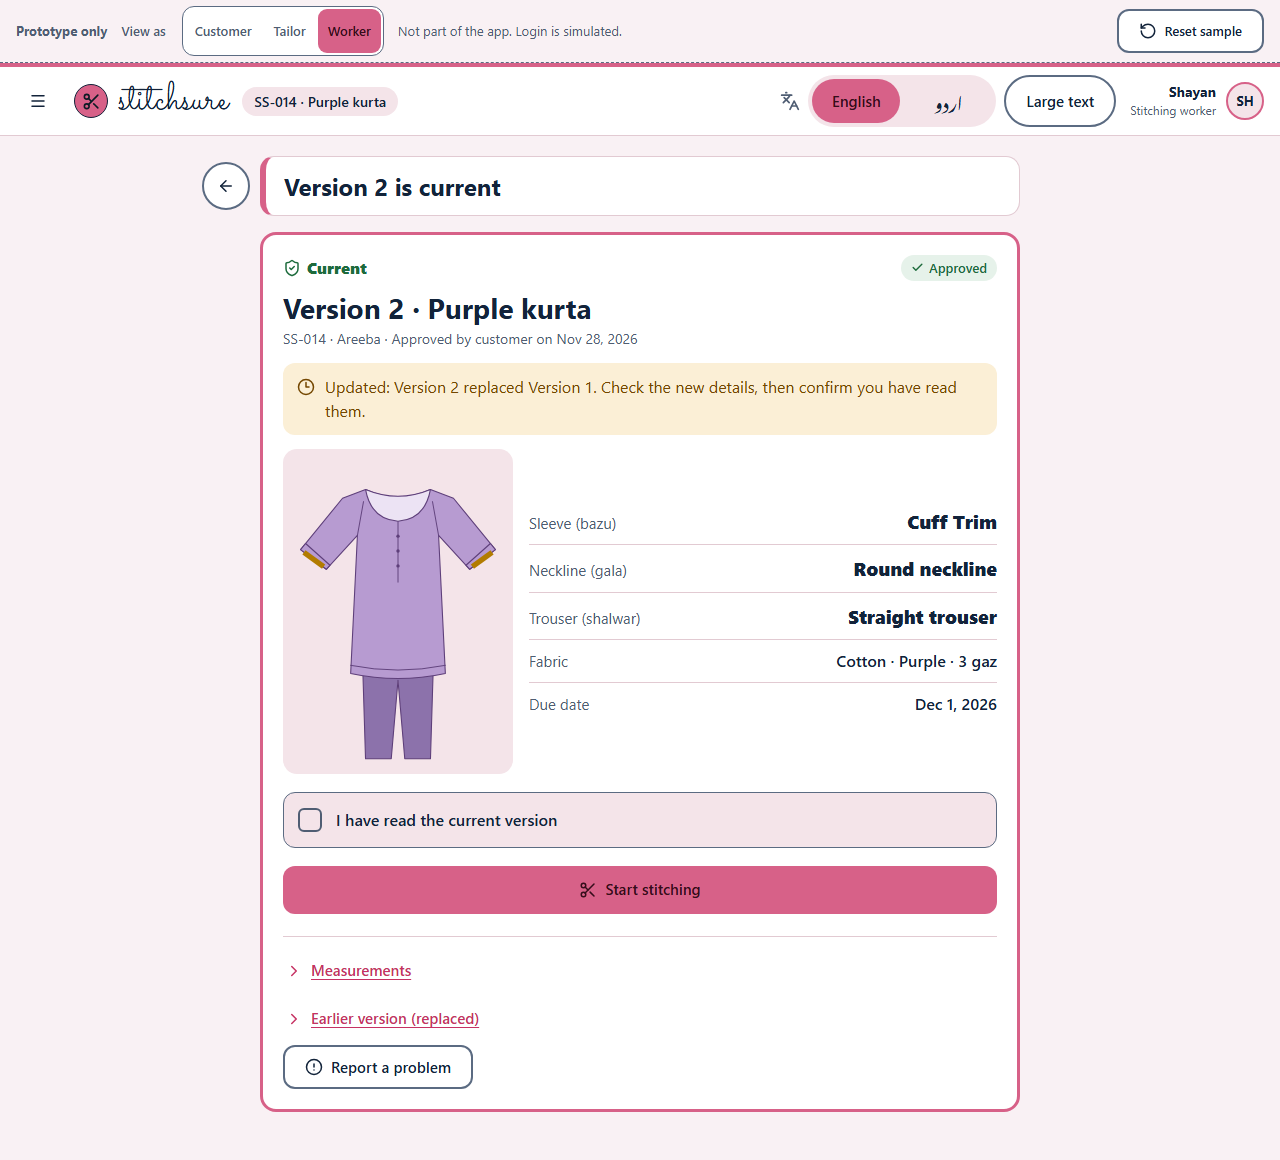 Prototype only View as Customer Tailor Worker Not part of the app. Login is simulated. Reset sample
stitchsure SS-014 · Purple kurta English اردو Large text Shayan
Stitching worker SH
Version 2 is current
Current Approved
Version 2 · Purple kurta
SS-014 · Areeba · Approved by customer on Nov 28, 2026
Updated: Version 2 replaced Version 1. Check the new details, then confirm you have read
them.
Sleeve (bazu) Cuff Trim
Neckline (gala) Round neckline
Trouser (shalwar) Straight trouser
Fabric Cotton · Purple · 3 gaz
Due date Dec 1, 2026
I have read the current version
Start stitching
Measurements
Earlier version (replaced)
Report a problem